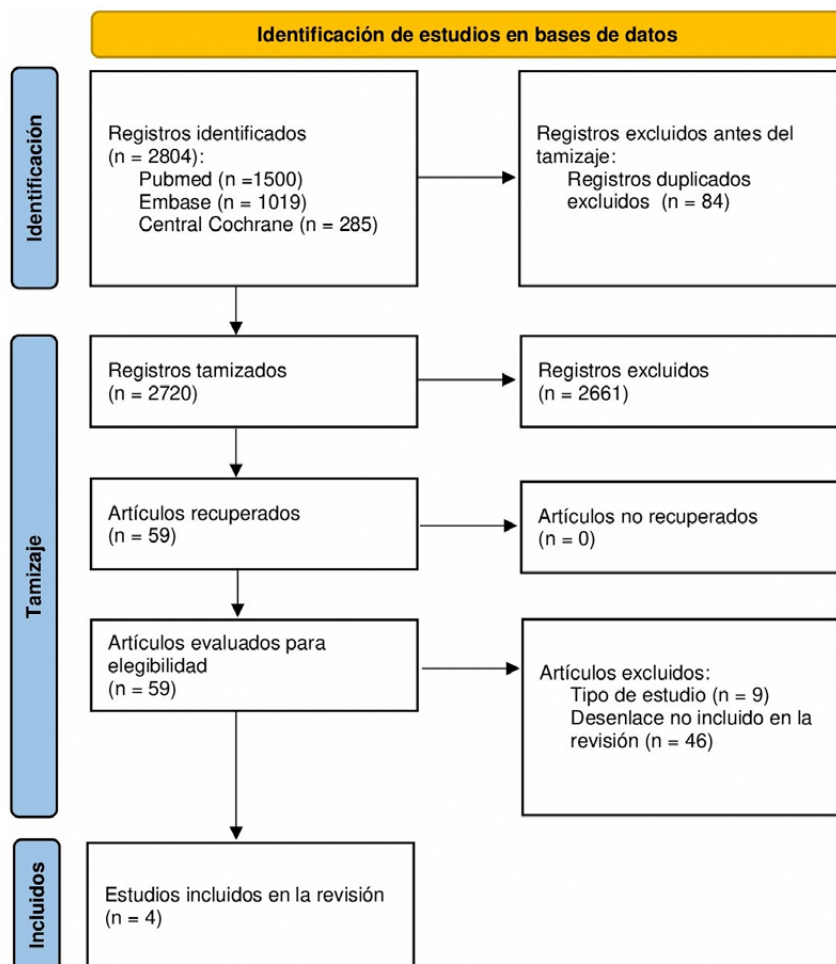 Identificación de estudios en bases de datos
Identificación
Registros identificados
(n = 2804):
Pubmed (n =1500)
Embase (n = 1019)
Central Cochrane (n = 285)
Registros excluidos antes del
tamizaje:
Registros duplicados
excluidos (n = 84)
Tamizaje
Registros tamizados
(n = 2720)
Registros excluidos
(n = 2661)
Artículos recuperados
(n = 59)
Artículos no recuperados
(n = 0)
Artículos evaluados para
elegibilidad
(n = 59)
Artículos excluidos:
Tipo de estudio (n = 9)
Desenlace no incluido en la
revisión (n = 46)
Incluidos
Estudios incluidos en la revisión
(n = 4)